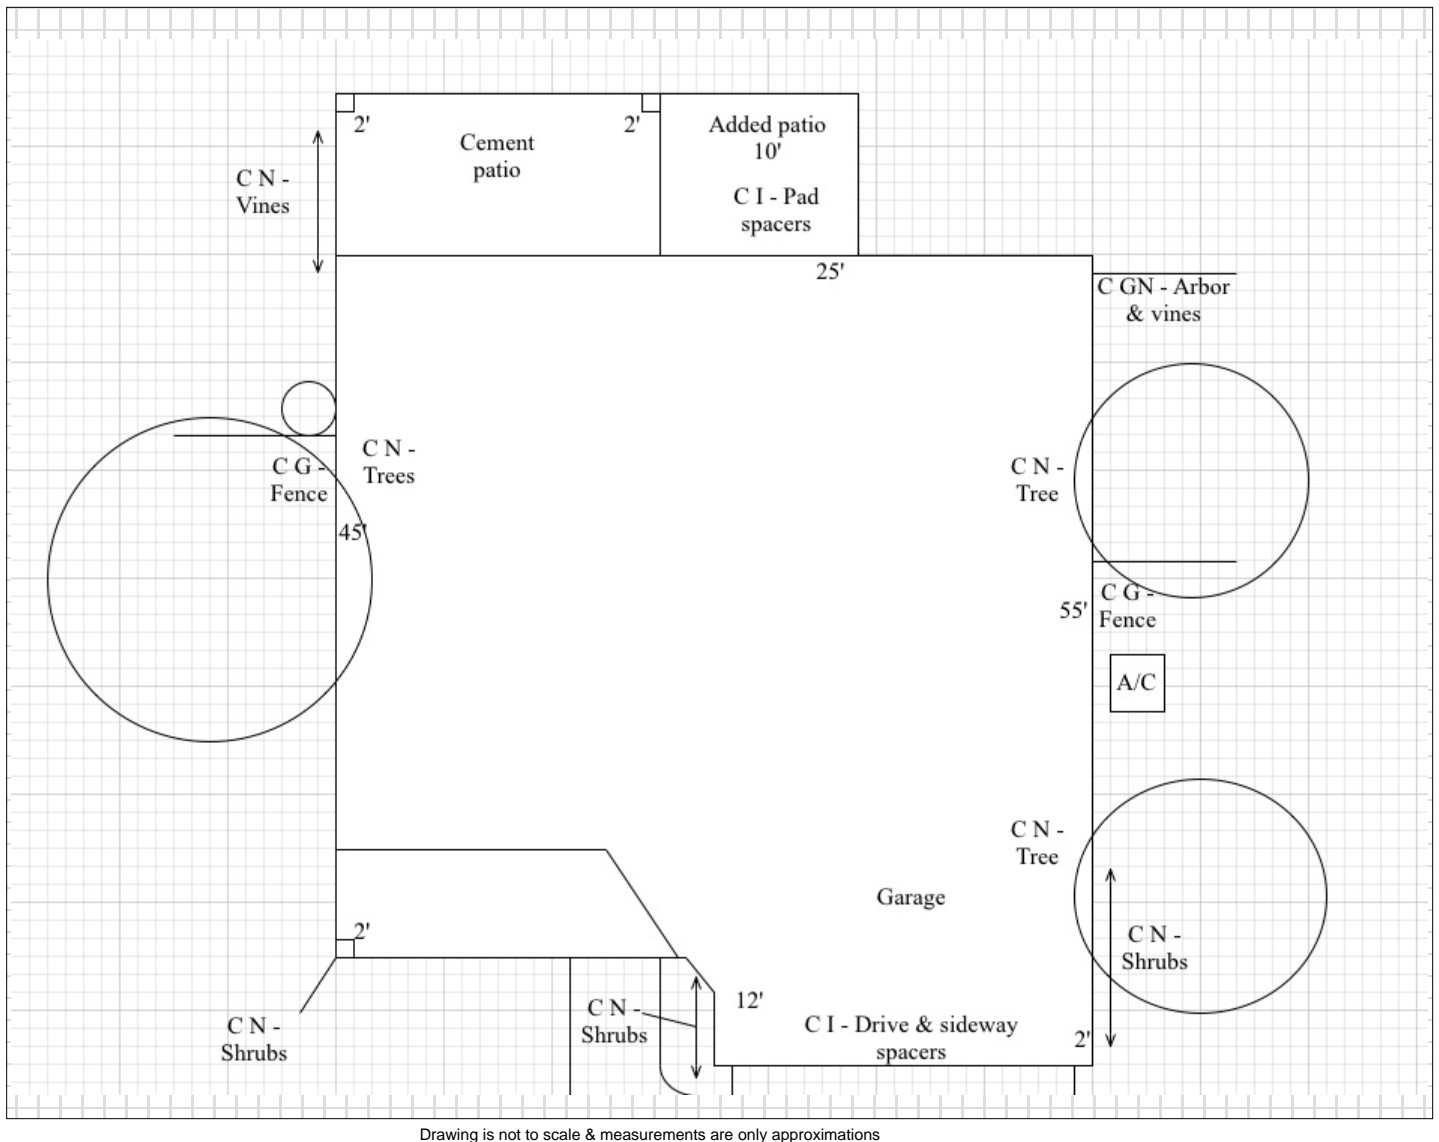 2'
Cement
patio
2'
Added patio
10'
C I - Pad
spacers
C N -
Vines
25'
C GN - Arbor
& vines
C N -
Trees
C G -
Fence
45'
C N -
Tree
C G -
Fence
55'
A/C
C N -
Tree
Garage
2'
C N -
Shrubs
C N -
Shrubs
12'
C I - Drive & sideway
spacers
2'
C N -
Shrubs
Drawing is not to scale & measurements are only approximations